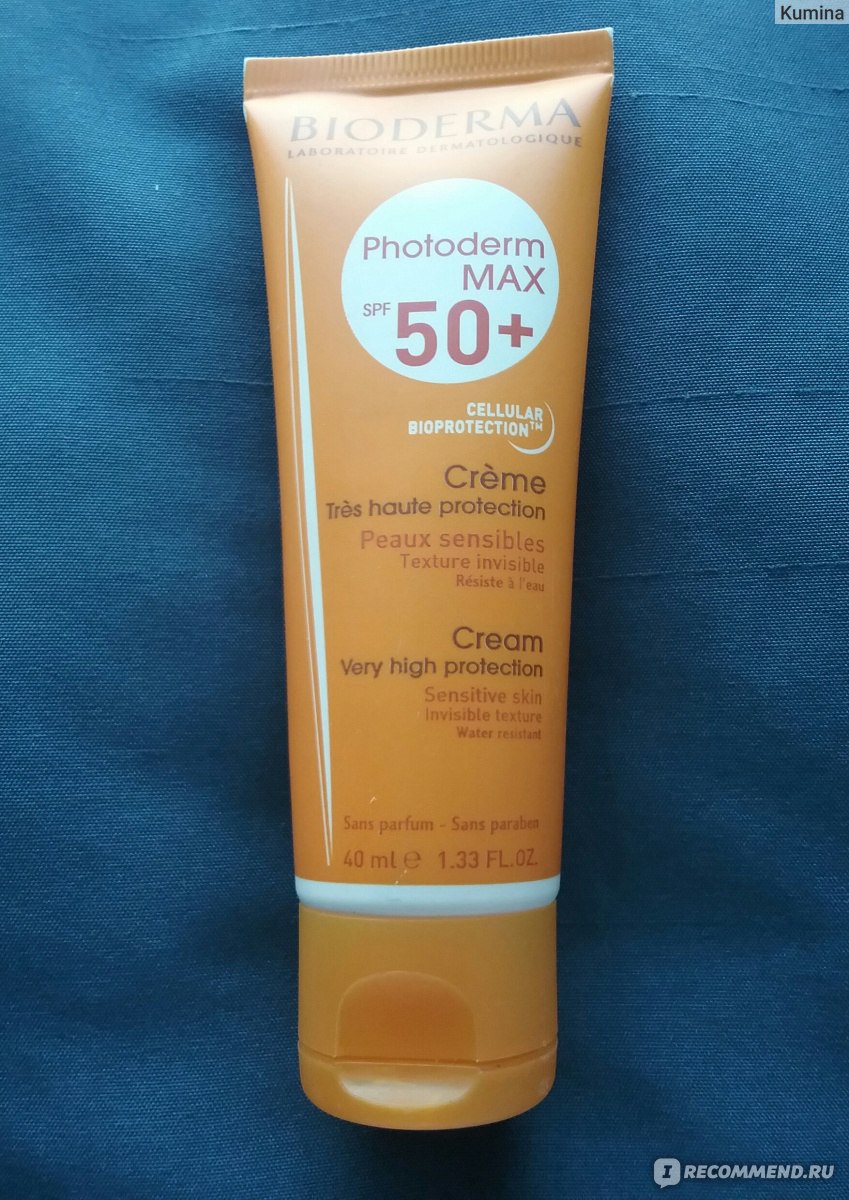 Kumina
BIODERMA
LABORATOIRE DERMATOLOGIQUE
Photoderm
MAX
SPF 50+
CELLULAR
BIOPROTECTION™
Crème
Très haute protection
Peaux sensibles
Texture invisible
Résiste à l'eau
Cream
Very high protection
Sensitive skin
Invisible texture
Water resistant
Sans parfum - Sans paraben
40 ml ℮ 1.33 FL.OZ.
I RECOMMEND.RU